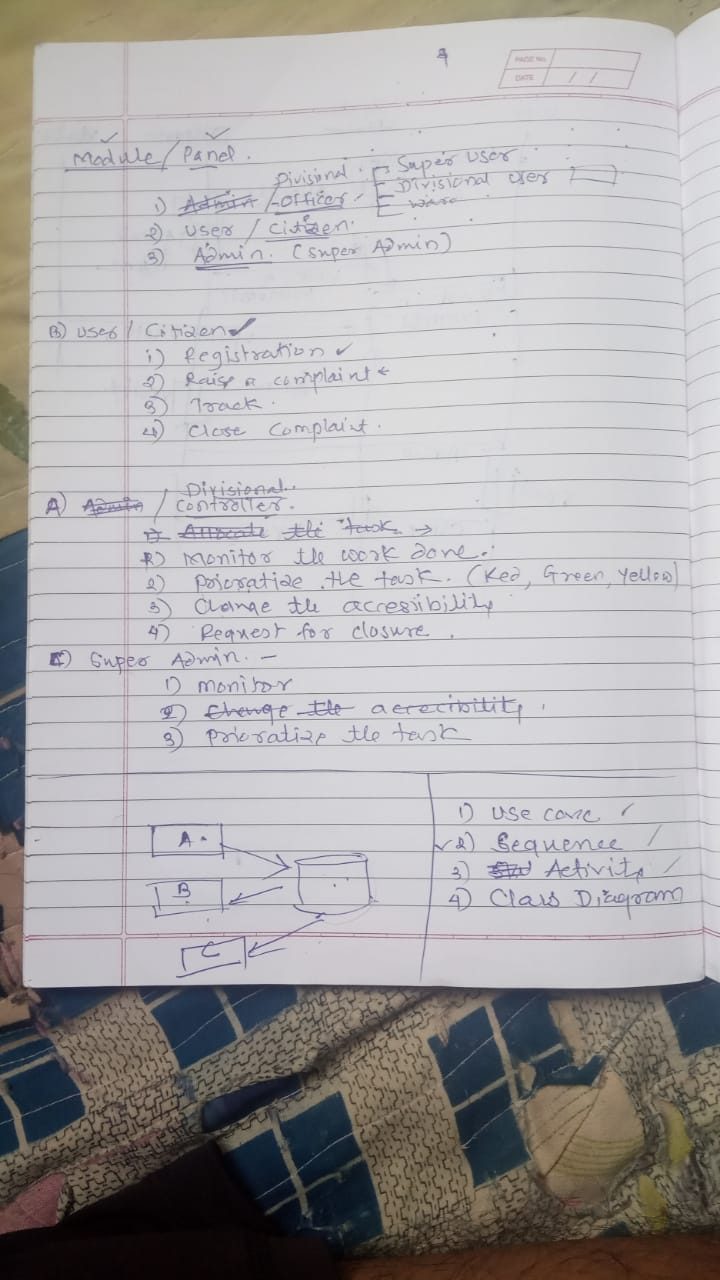 PAGE No.
DATE / /
Module / Panel.
Divisional
1) Admin / -officer - Super User
Divisional User
2) User / Citizen.
3) Admin. (Super Admin)
B) User / Citizen ✓
1) Registration ✓
2) Raise a complaint
3) Track.
4) Close Complaint.
Divisional
A) Admin / Controller.
1) Allocate the task →
2) Monitor the work done.
2) Prioratize the task. (Red, Green, Yellow)
3) Change the accessibility
4) Request for closure.
Super Admin. -
1) monitor
2) Change the acrecibility
3) Prioratize the task
A
B
C
1) Use case
✓ 2) Sequence
3) Activity
4) Class Diagram